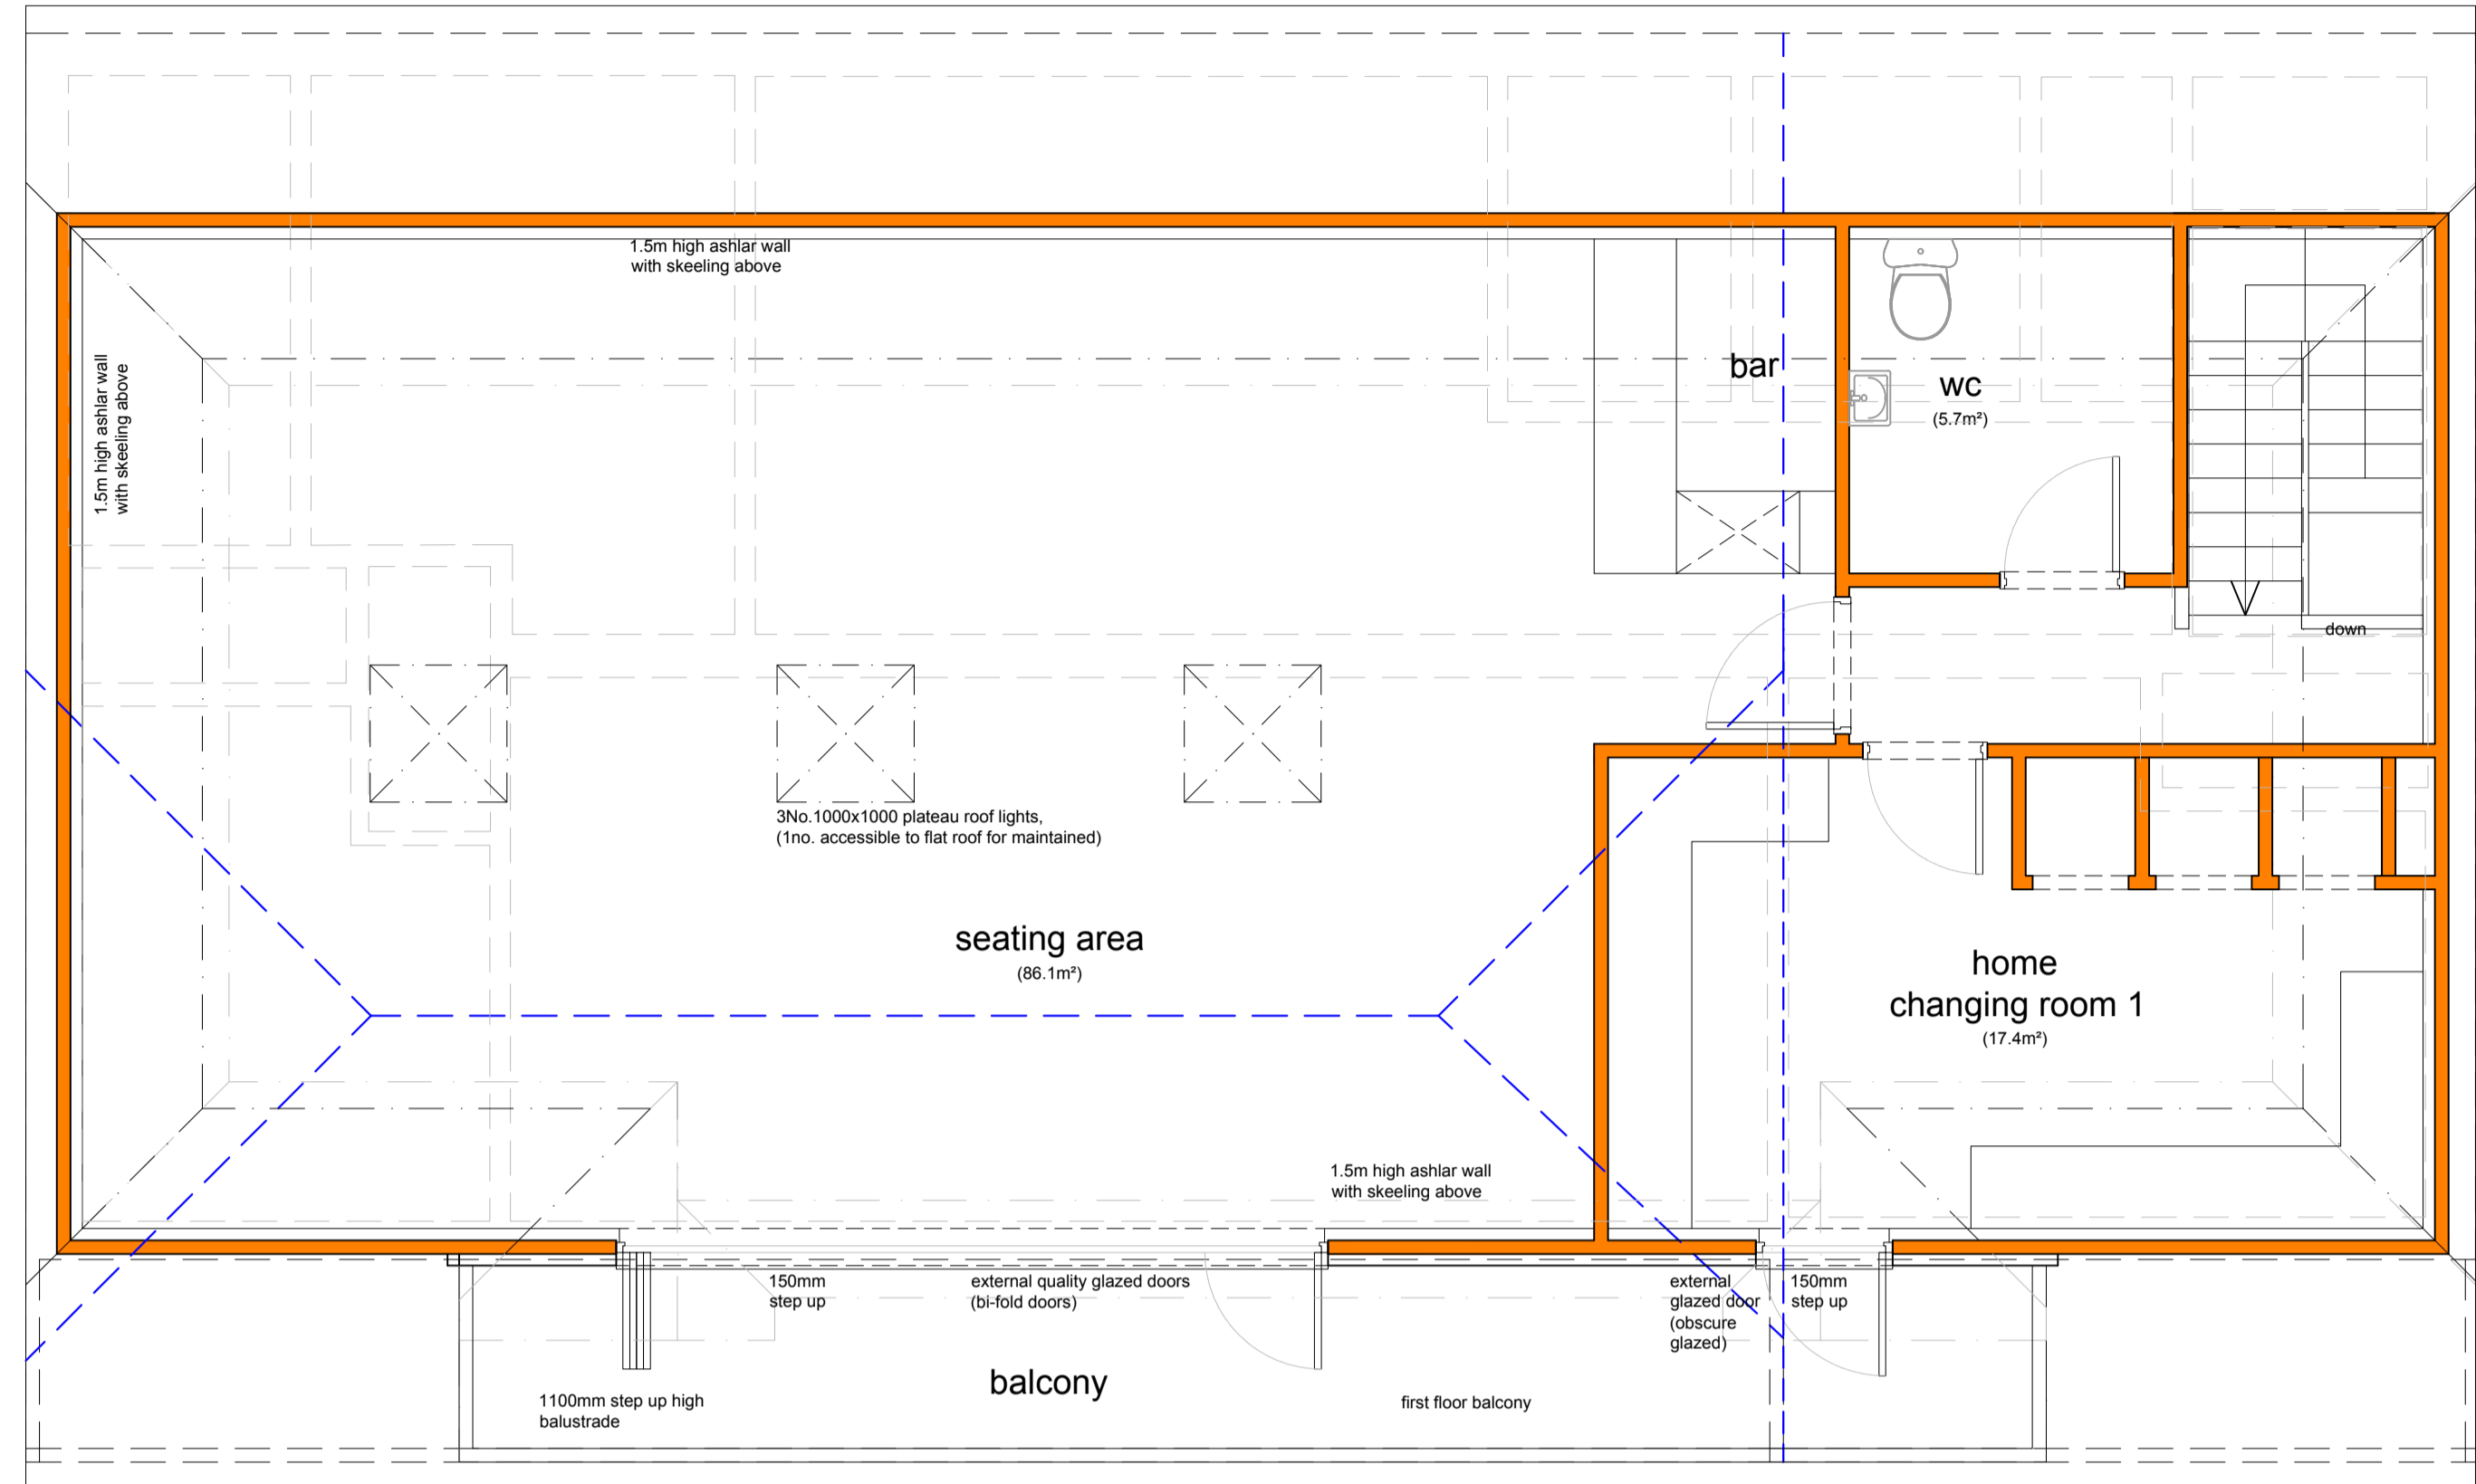 1.5m high ashlar wall
with skeeling above
1.5m high ashlar wall
with skeeling above
bar
wc
(5.7m²)
down
3No.1000x1000 plateau roof lights,
(1no. accessible to flat roof for maintained)
seating area
(86.1m²)
home
changing room 1
(17.4m²)
1.5m high ashlar wall
with skeeling above
150mm
step up
external quality glazed doors
(bi-fold doors)
external
glazed door
(obscure
glazed)
150mm
step up
balcony
1100mm step up high
balustrade
first floor balcony